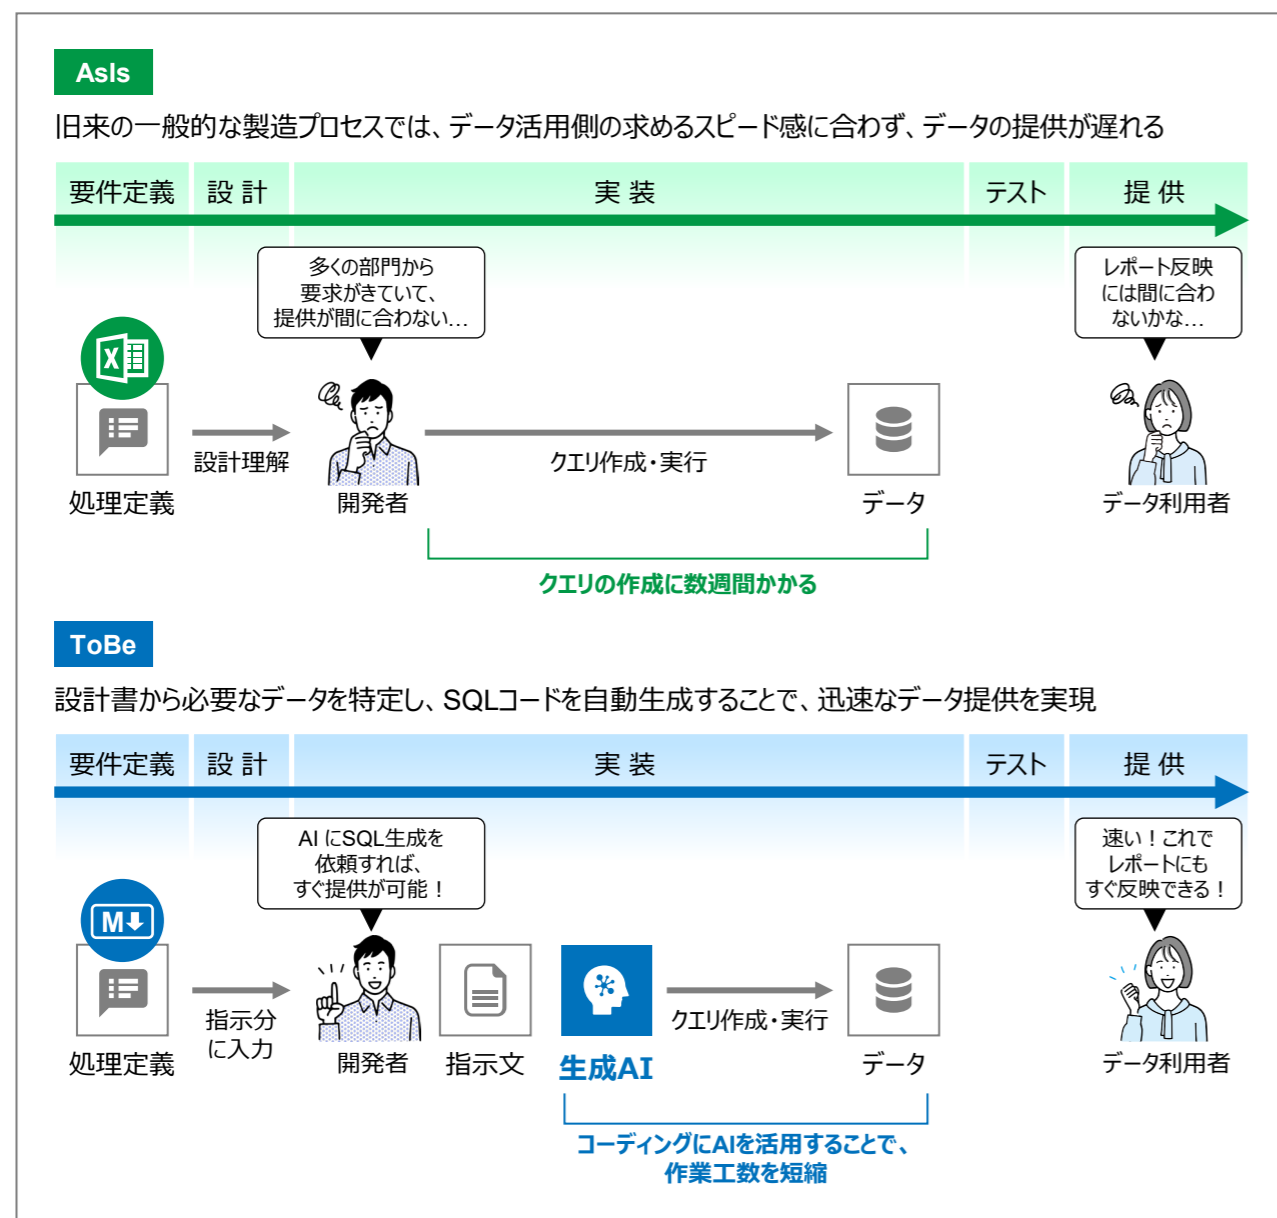 AsIs
旧来の一般的な製造プロセスでは、データ活用側の求めるスピード感に合わず、データの提供が遅れる
要件定義
設 計
実 装
テスト
提 供
多くの部門から
要求がきていて、
提供が間に合わない…
レポート反映
には間に合わ
ないかな…
X
設計理解
クエリ作成・実行
処理定義
開発者
データ
データ利用者
クエリの作成に数週間かかる
ToBe
設計書から必要なデータを特定し、SQLコードを自動生成することで、迅速なデータ提供を実現
要件定義
設 計
実 装
テスト
提 供
AI にSQL生成を
依頼すれば、
すぐ提供が可能！
速い！これで
レポートにも
すぐ反映できる！
M
指示分
に入力
クエリ作成・実行
処理定義
開発者
指示文
生成AI
データ
データ利用者
コーディングにAIを活用することで、
作業工数を短縮